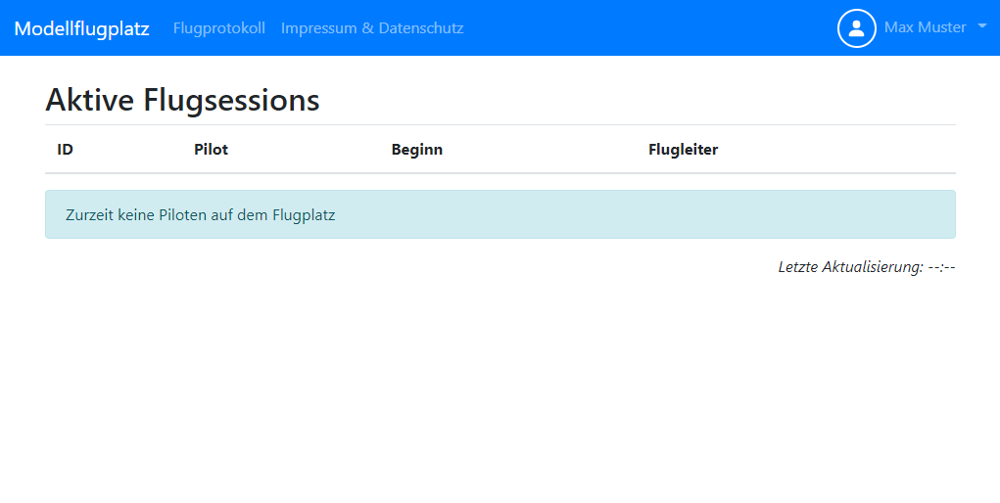 Modellflugplatz Flugprotokoll Impressum & Datenschutz Max Muster
Aktive Flugsessions
ID Pilot Beginn Flugleiter
Zurzeit keine Piloten auf dem Flugplatz
Letzte Aktualisierung: --:--